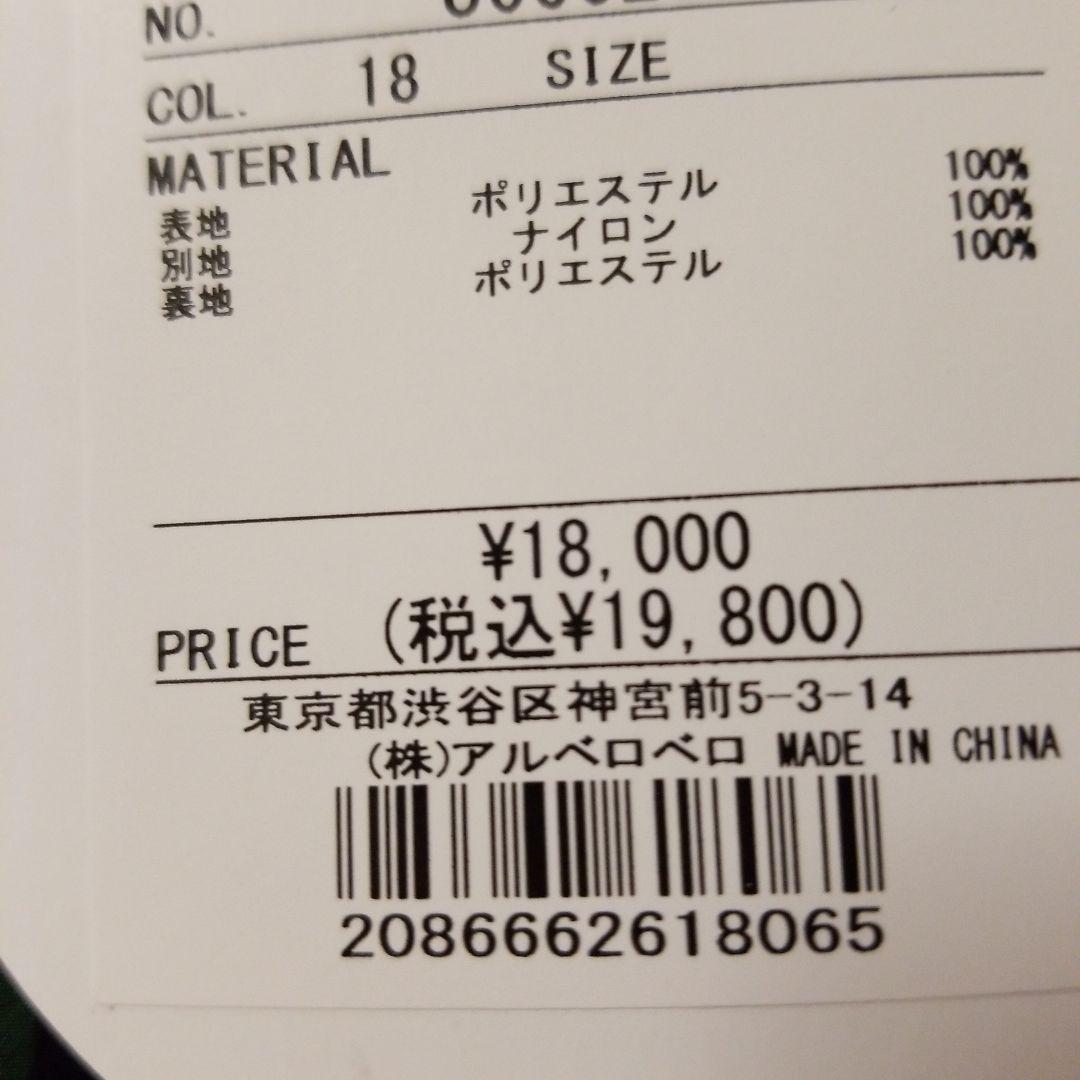 NO.
COL. 18 SIZE
MATERIAL
表地 ポリエステル 100%
別地 ナイロン 100%
裏地 ポリエステル 100%
¥18,000
PRICE (税込¥19,800)
東京都渋谷区神宮前5-3-14
(株)アルベロベロ MADE IN CHINA
2086662618065